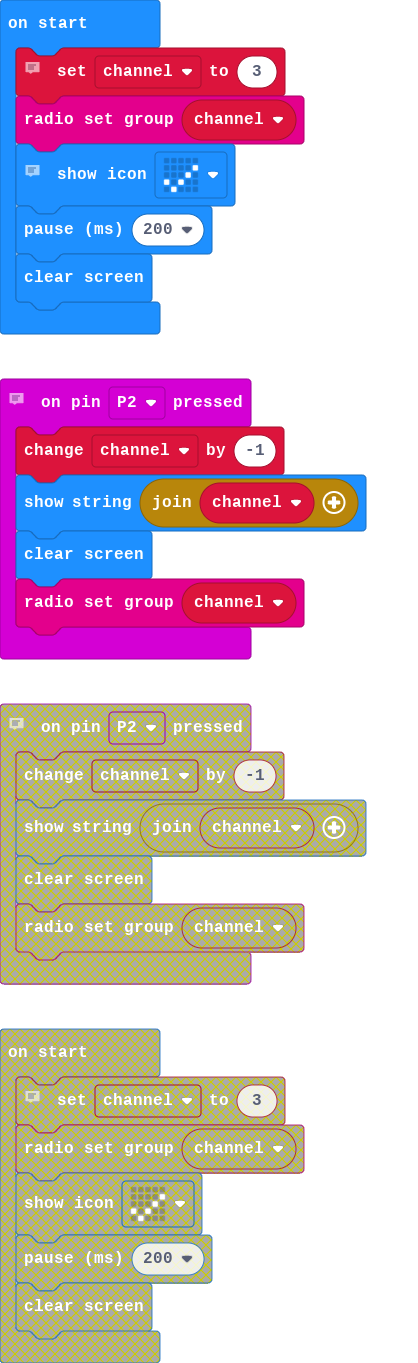 on start
set channel to 3
radio set group channel
show icon
pause (ms) 200
clear screen
on pin P2 pressed
change channel by -1
show string join channel
clear screen
radio set group channel
on pin P2 pressed
change channel by -1
show string join channel
clear screen
radio set group channel
on start
set channel to 3
radio set group channel
show icon
pause (ms) 200
clear screen